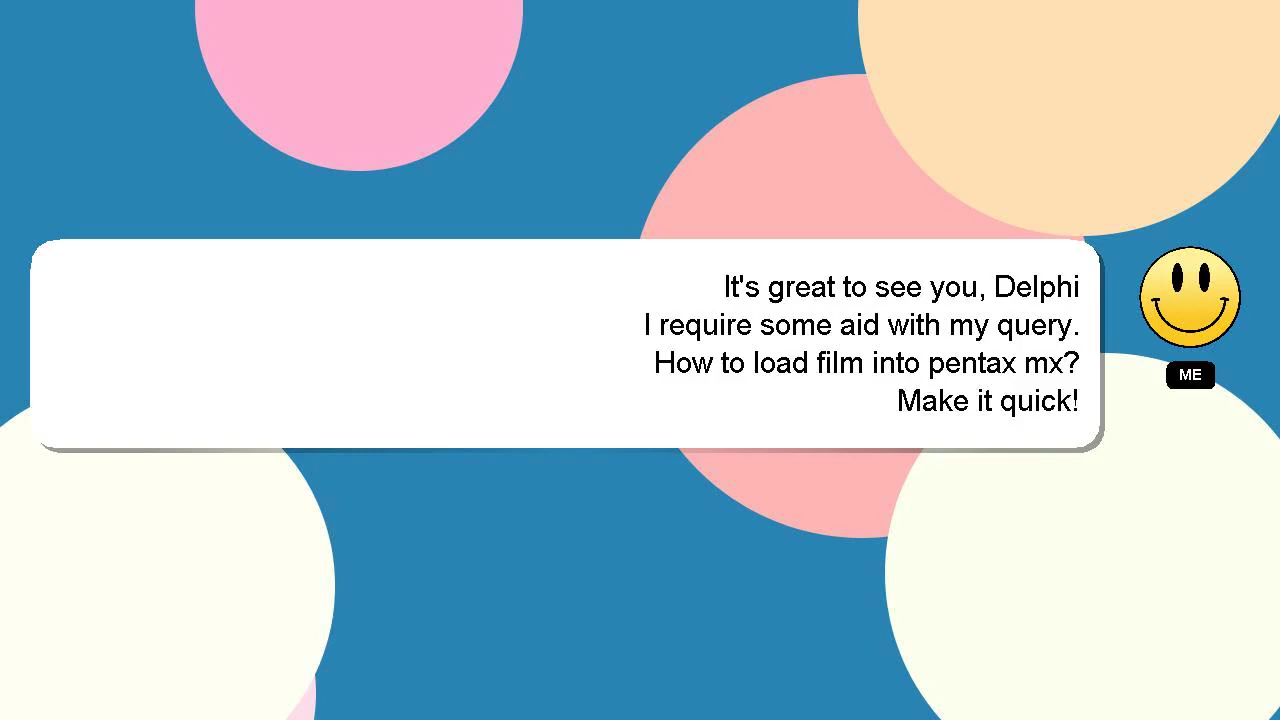 It's great to see you, Delphi
I require some aid with my query.
How to load film into pentax mx?
Make it quick!
ME